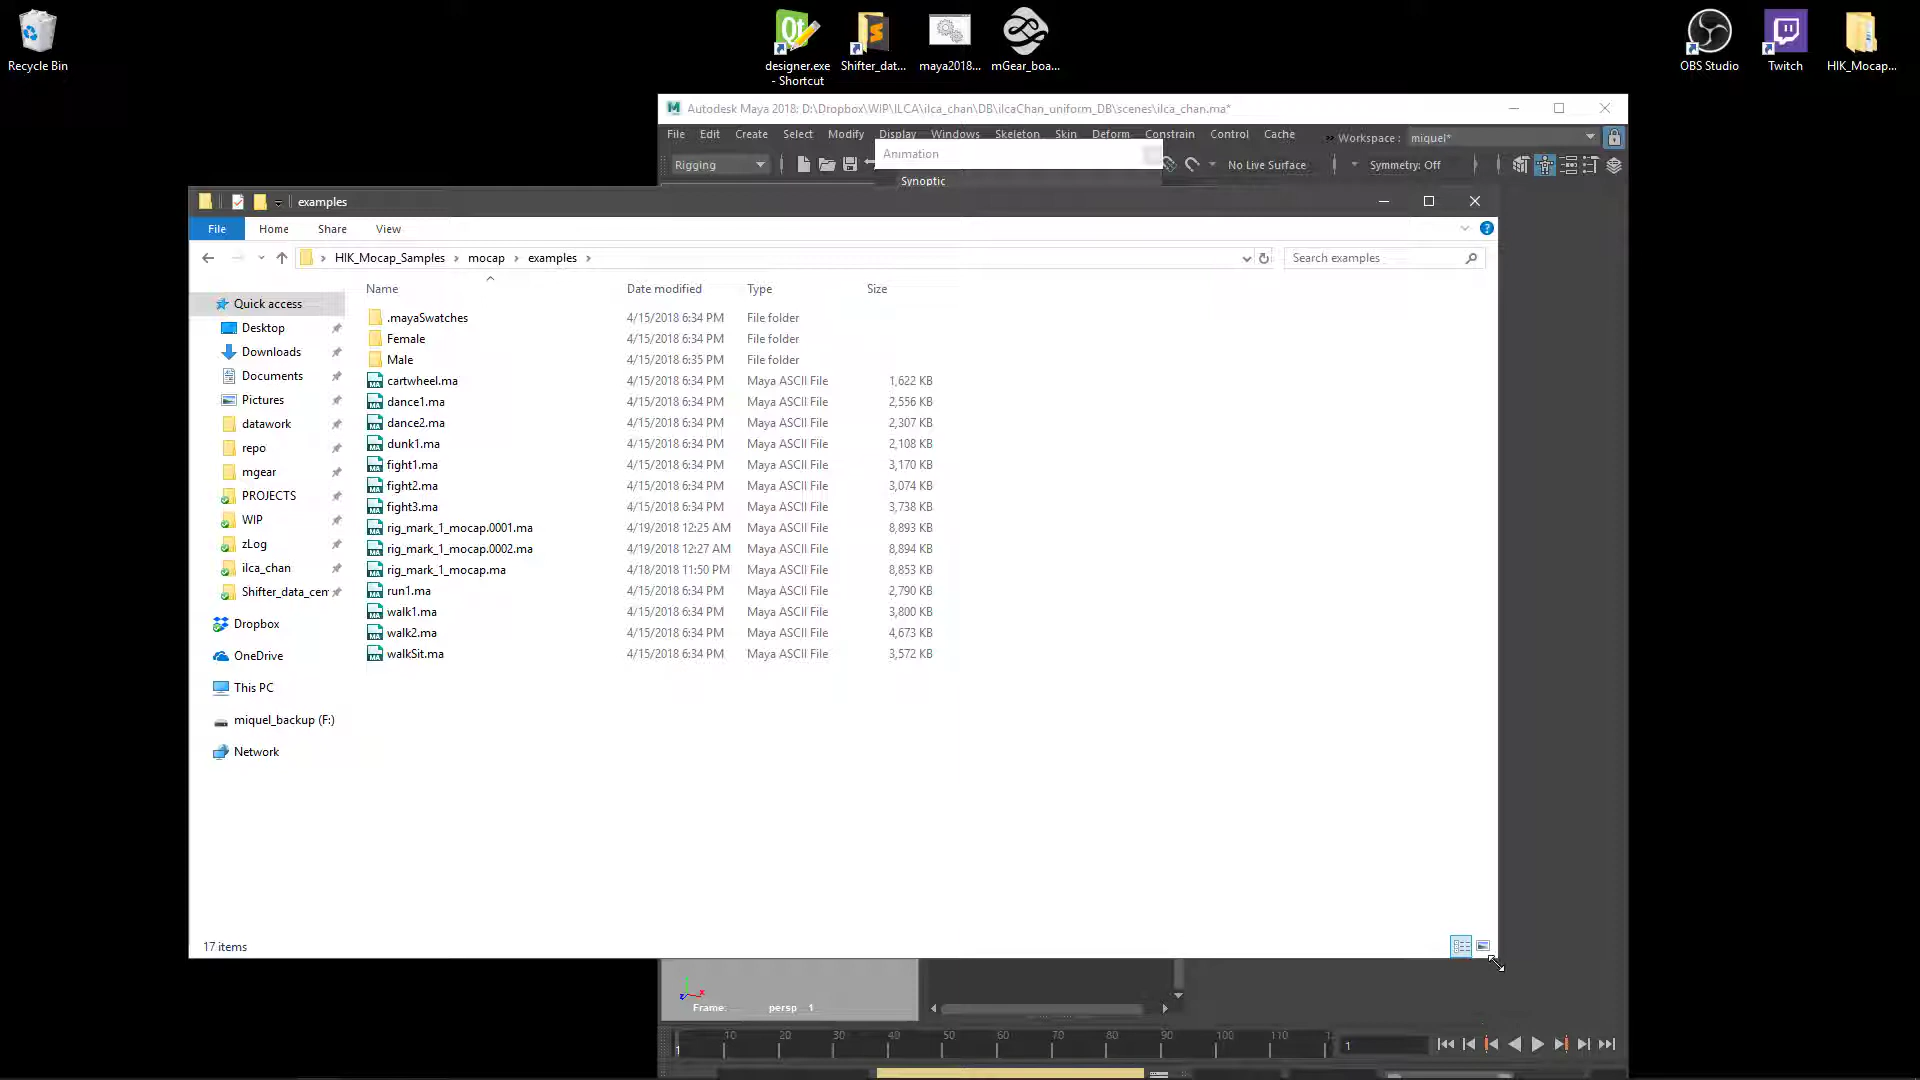 Recycle Bin
designer.exe
- Shortcut
Shifter_dat...
maya2018...
mGear_boa...
OBS Studio
Twitch
HIK_Mocap...
Autodesk Maya 2018: D:\Dropbox\WIP\ILCA\ilca_chan\DB\ilcaChan_uniform_DB\scenes\ilca_chan.ma*
File Edit Create Select Modify Display Windows Skeleton Skin Deform Constrain Control Cache
Workspace : miquel*
Animation
Rigging
No Live Surface
Symmetry: Off
Synoptic
examples
File Home Share View
HIK_Mocap_Samples > mocap > examples >
Search examples
Name Date modified Type Size
.mayaSwatches 4/15/2018 6:34 PM File folder
Female 4/15/2018 6:34 PM File folder
Male 4/15/2018 6:35 PM File folder
cartwheel.ma 4/15/2018 6:34 PM Maya ASCII File 1,622 KB
dance1.ma 4/15/2018 6:34 PM Maya ASCII File 2,556 KB
dance2.ma 4/15/2018 6:34 PM Maya ASCII File 2,307 KB
dunk1.ma 4/15/2018 6:34 PM Maya ASCII File 2,108 KB
fight1.ma 4/15/2018 6:34 PM Maya ASCII File 3,170 KB
fight2.ma 4/15/2018 6:34 PM Maya ASCII File 3,074 KB
fight3.ma 4/15/2018 6:34 PM Maya ASCII File 3,738 KB
rig_mark_1_mocap.0001.ma 4/19/2018 12:25 AM Maya ASCII File 8,893 KB
rig_mark_1_mocap.0002.ma 4/19/2018 12:27 AM Maya ASCII File 8,894 KB
rig_mark_1_mocap.ma 4/18/2018 11:50 PM Maya ASCII File 8,853 KB
run1.ma 4/15/2018 6:34 PM Maya ASCII File 2,790 KB
walk1.ma 4/15/2018 6:34 PM Maya ASCII File 3,800 KB
walk2.ma 4/15/2018 6:34 PM Maya ASCII File 4,673 KB
walkSit.ma 4/15/2018 6:34 PM Maya ASCII File 3,572 KB
Quick access
Desktop
Downloads
Documents
Pictures
datawork
repo
mgear
PROJECTS
WIP
zLog
ilca_chan
Shifter_data_cen
Dropbox
OneDrive
This PC
miquel_backup (F:)
Network
17 items
Frame: persp 1
10 20 30 40 50 60 70 80 90 100 110 1
1
1